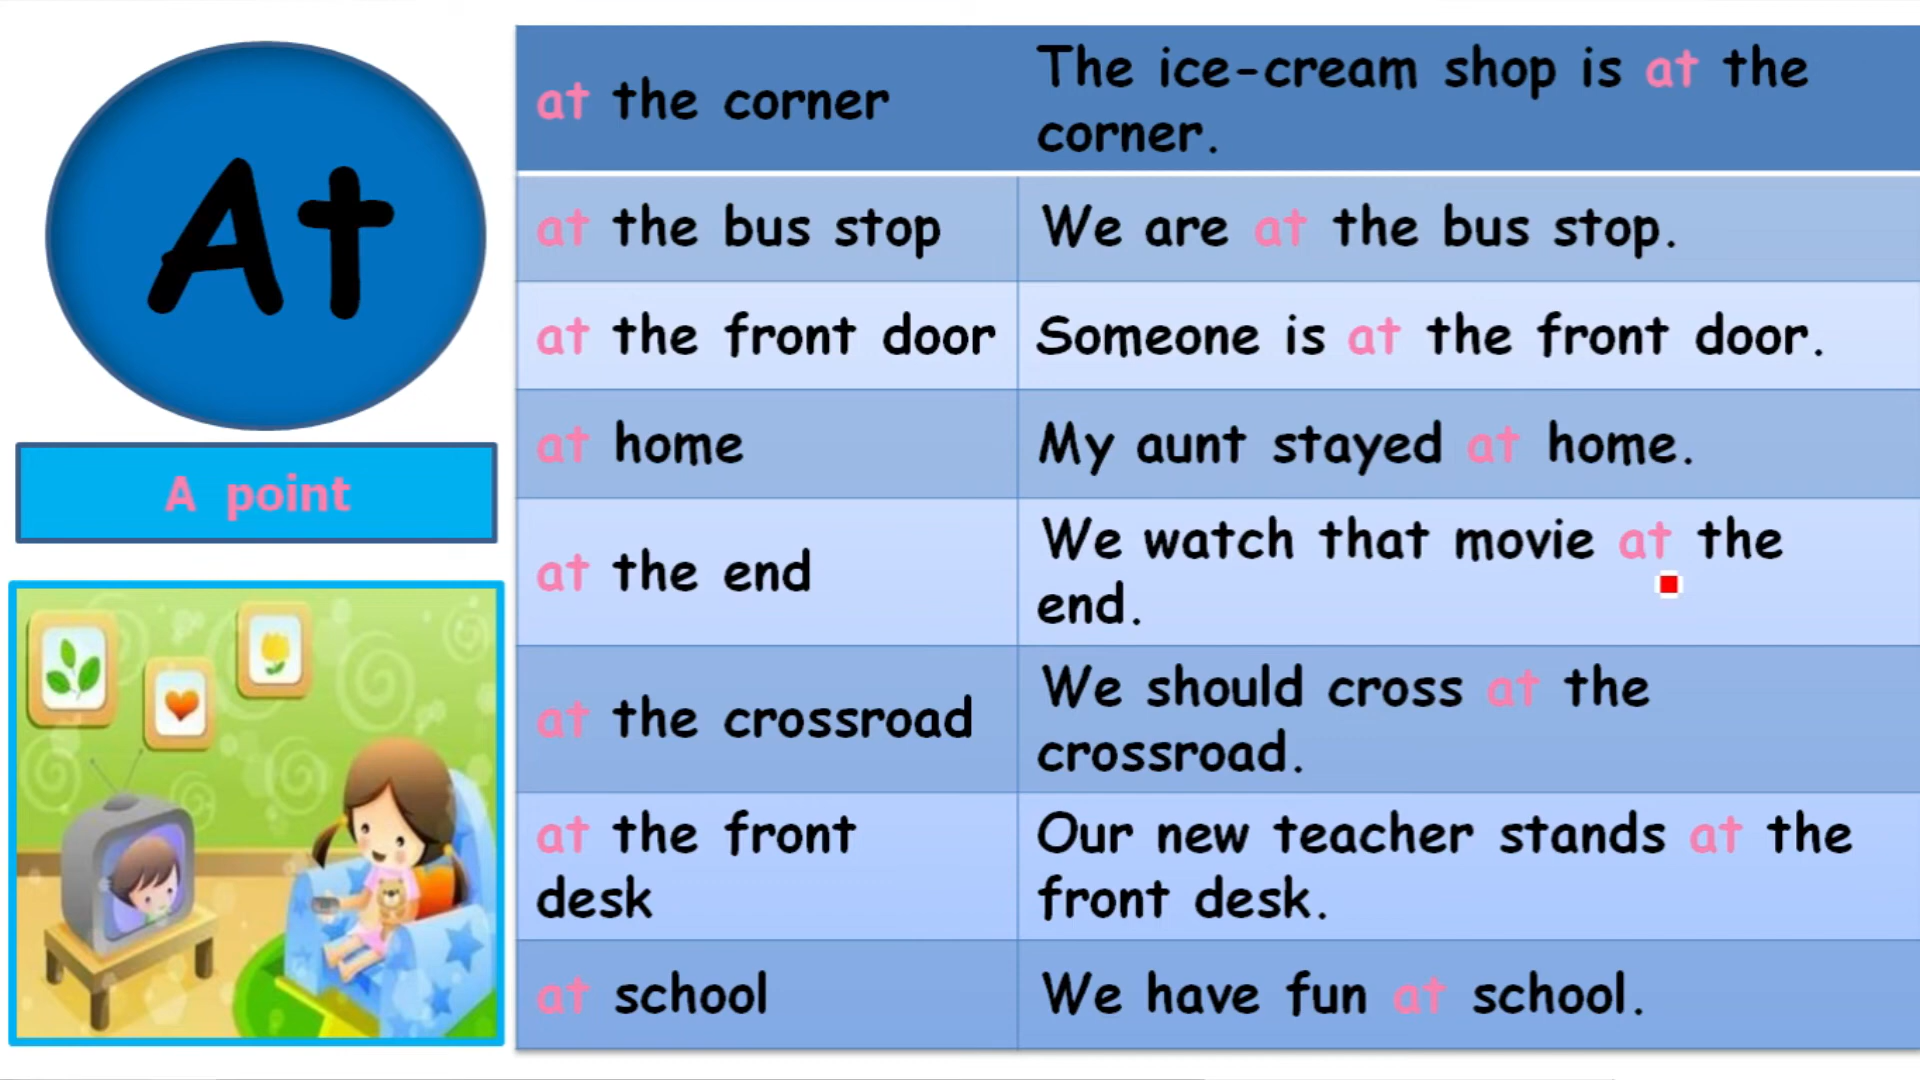 At
A point
at the corner
The ice-cream shop is at the
corner.
at the bus stop
We are at the bus stop.
at the front door
Someone is at the front door.
at home
My aunt stayed at home.
at the end
We watch that movie at the
end.
at the crossroad
We should cross at the
crossroad.
at the front
desk
Our new teacher stands at the
front desk.
at school
We have fun at school.